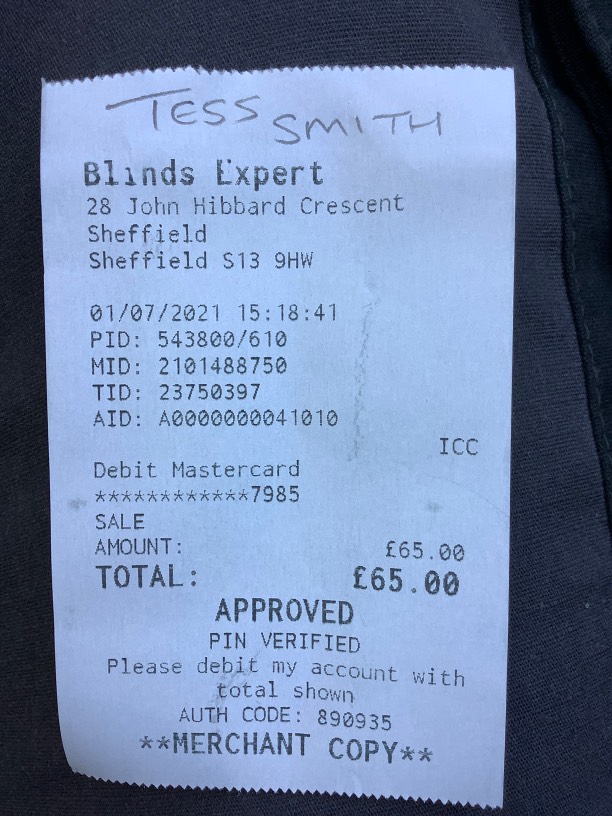 TESS SMITH
Blinds Expert
28 John Hibbard Crescent
Sheffield
Sheffield S13 9HW
01/07/2021 15:18:41
PID: 543800/610
MID: 2101488750
TID: 23750397
AID: A0000000041010
ICC
Debit Mastercard
************7985
SALE
AMOUNT: £65.00
TOTAL: £65.00
APPROVED
PIN VERIFIED
Please debit my account with
total shown
AUTH CODE: 890935
**MERCHANT COPY**